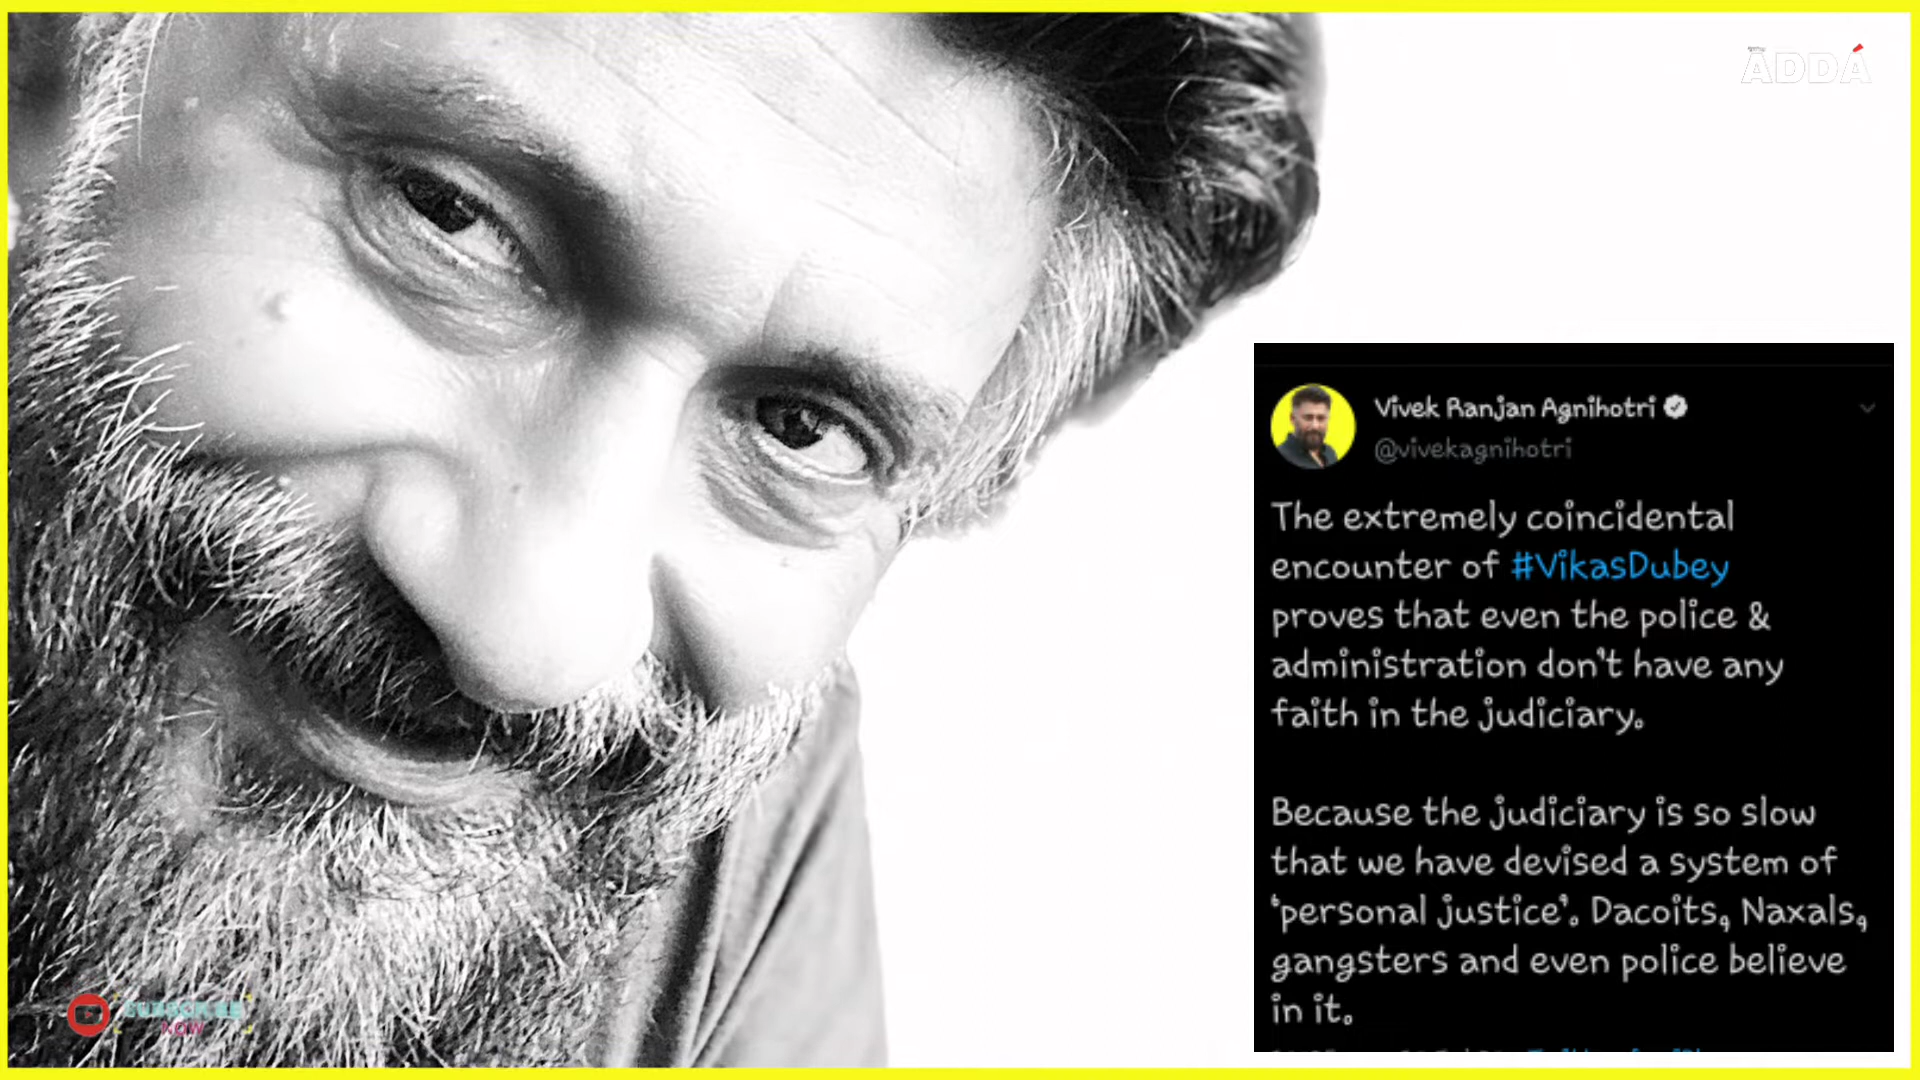 ADDA
Vivek Ranjan Agnihotri
@vivekagnihotri
The extremely coincidental
encounter of #VikasDubey
proves that even the police &
administration don't have any
faith in the judiciary.
Because the judiciary is so slow
that we have devised a system of
'personal justice'. Dacoits, Naxals,
gangsters and even police believe
in it.
SUBSCRIBE
NOW